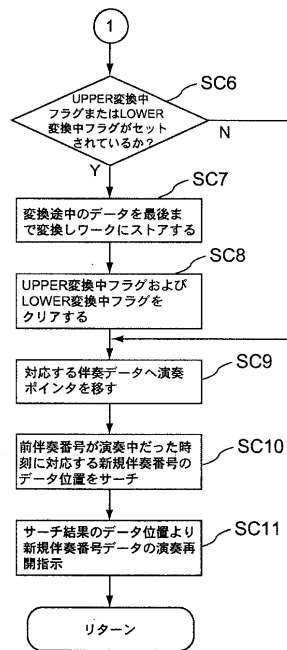 1
SC6
UPPER変換中
フラグまたはLOWER
変換中フラグがセット
されているか？
N
Y
SC7
変換途中のデータを最後ま
で変換しワークにストアする
SC8
UPPER変換中フラグおよび
LOWER変換中フラグを
クリアする
SC9
対応する伴奏データへ演奏
ポインタを移す
SC10
前伴奏番号が演奏中だった時
刻に対応する新規伴奏番号の
データ位置をサーチ
SC11
サーチ結果のデータ位置より
新規伴奏番号データの演奏再
開指示
リターン